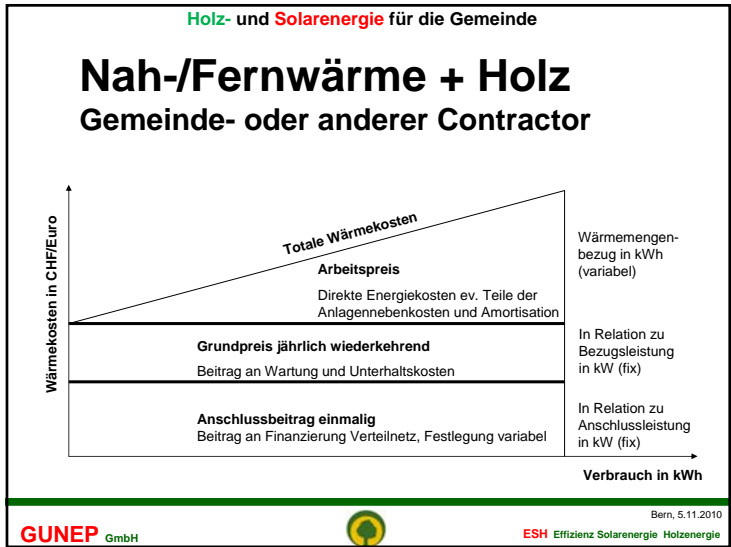 Holz- und Solarenergie für die Gemeinde
Nah-/Fernwärme + Holz
Gemeinde- oder anderer Contractor
Wärmekosten in CHF/Euro
Totale Wärmekosten
Arbeitspreis
Direkte Energiekosten ev. Teile der
Anlagennebenkosten und Amortisation
Wärmemengen-
bezug in kWh
(variabel)
Grundpreis jährlich wiederkehrend
Beitrag an Wartung und Unterhaltskosten
In Relation zu
Bezugsleistung
in kW (fix)
Anschlussbeitrag einmalig
Beitrag an Finanzierung Verteilnetz, Festlegung variabel
In Relation zu
Anschlussleistung
in kW (fix)
Verbrauch in kWh
Bern, 5.11.2010
GUNEP GmbH
ESH Effizienz Solarenergie Holzenergie